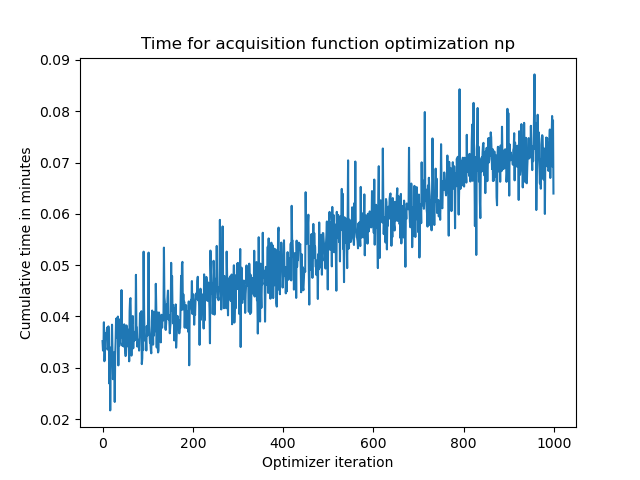 Time for acquisition function optimization np
Cumulative time in minutes
0.09
0.08
0.07
0.06
0.05
0.04
0.03
0.02
0 200 400 600 800 1000
Optimizer iteration